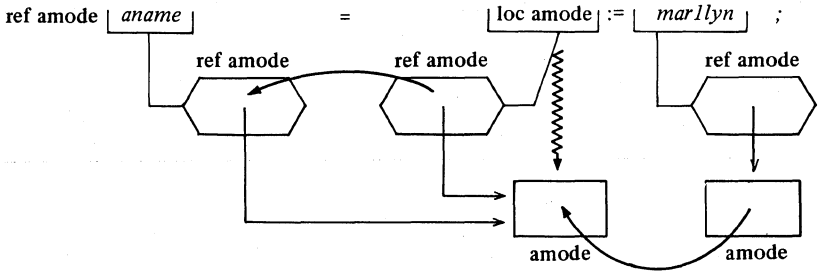 ref amode aname = loc amode := mar1lyn ;
ref amode ref amode ref amode
amode amode